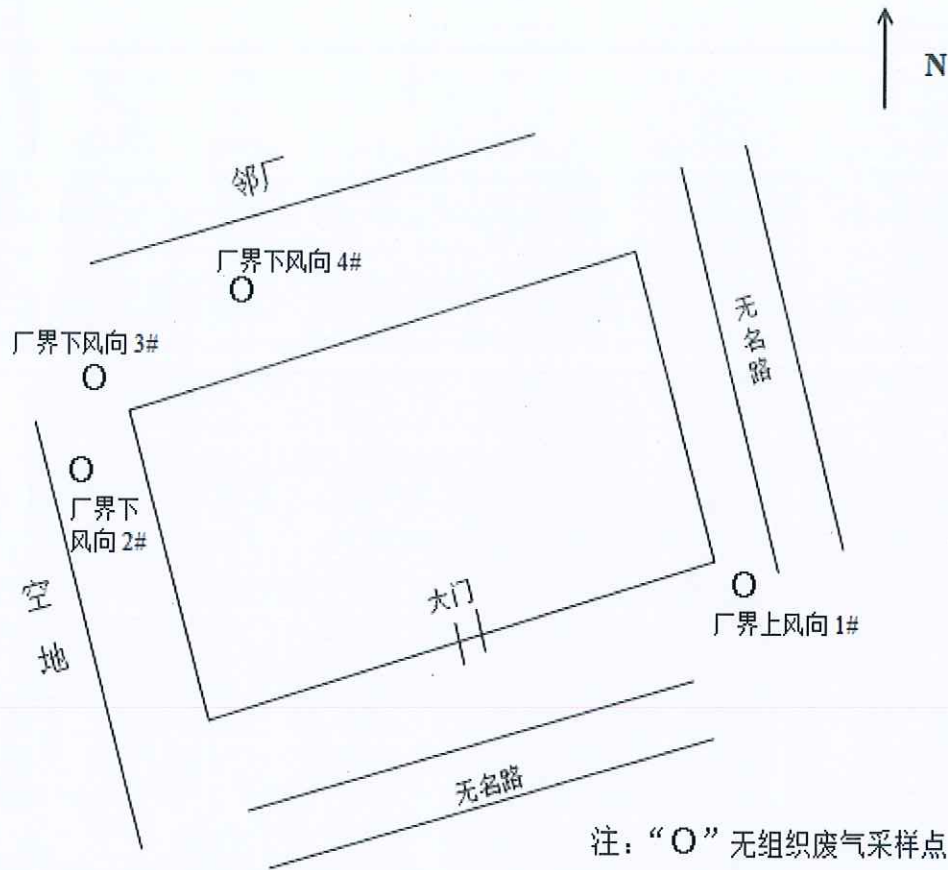 N
邻厂
厂界下风向 4#
O
厂界下风向 3#
O
无名路
O
厂界下
风向 2#
空地
大门
O
厂界上风向 1#
无名路
注：“O”无组织废气采样点